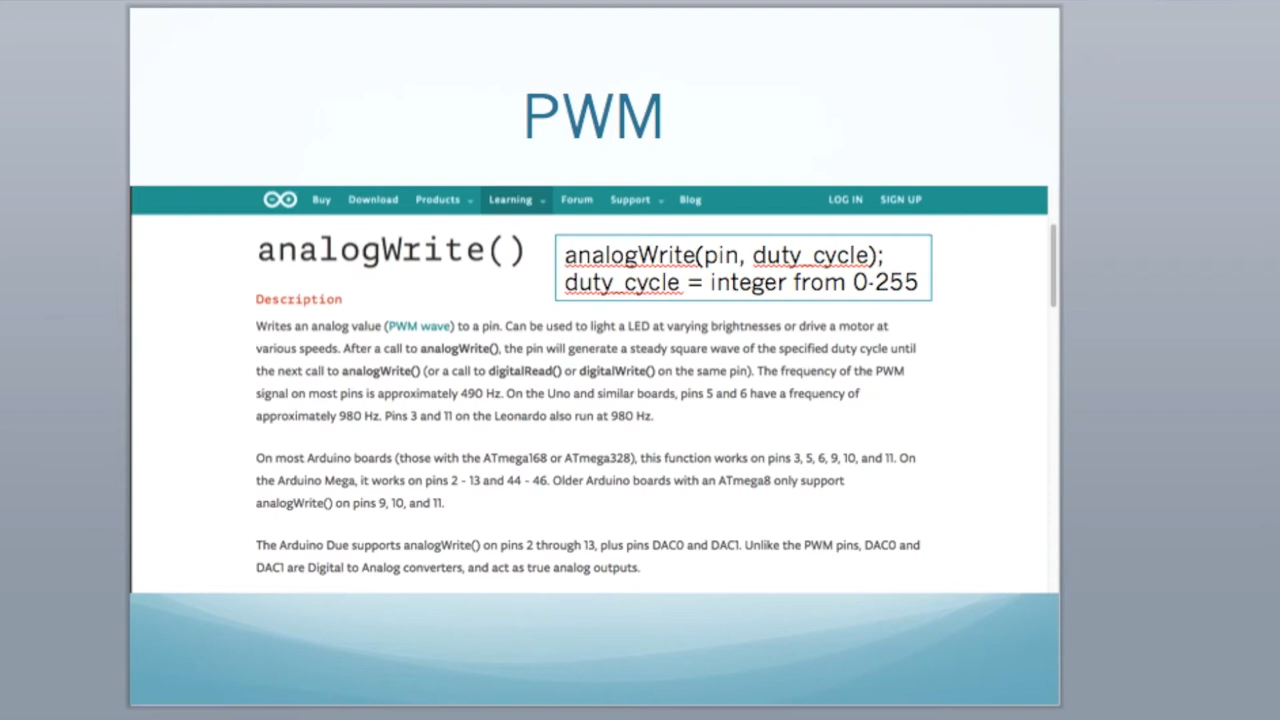 PWM
Buy Download Products Learning Forum Support Blog LOG IN SIGN UP
analogWrite()
analogWrite(pin, duty_cycle);
duty_cycle = integer from 0-255
Description
Writes an analog value (PWM wave) to a pin. Can be used to light a LED at varying brightnesses or drive a motor at
various speeds. After a call to analogWrite(), the pin will generate a steady square wave of the specified duty cycle until
the next call to analogWrite() (or a call to digitalRead() or digitalWrite() on the same pin). The frequency of the PWM
signal on most pins is approximately 490 Hz. On the Uno and similar boards, pins 5 and 6 have a frequency of
approximately 980 Hz. Pins 3 and 11 on the Leonardo also run at 980 Hz.
On most Arduino boards (those with the ATmega168 or ATmega328), this function works on pins 3, 5, 6, 9, 10, and 11. On
the Arduino Mega, it works on pins 2 - 13 and 44 - 46. Older Arduino boards with an ATmega8 only support
analogWrite() on pins 9, 10, and 11.
The Arduino Due supports analogWrite() on pins 2 through 13, plus pins DAC0 and DAC1. Unlike the PWM pins, DAC0 and
DAC1 are Digital to Analog converters, and act as true analog outputs.